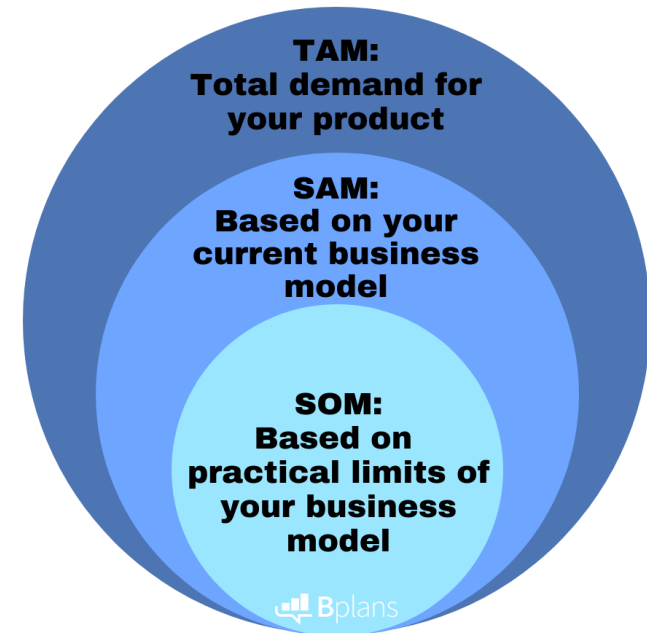 TAM:
Total demand for
your product
SAM:
Based on your
current business
model
SOM:
Based on
practical limits of
your business
model
Bplans